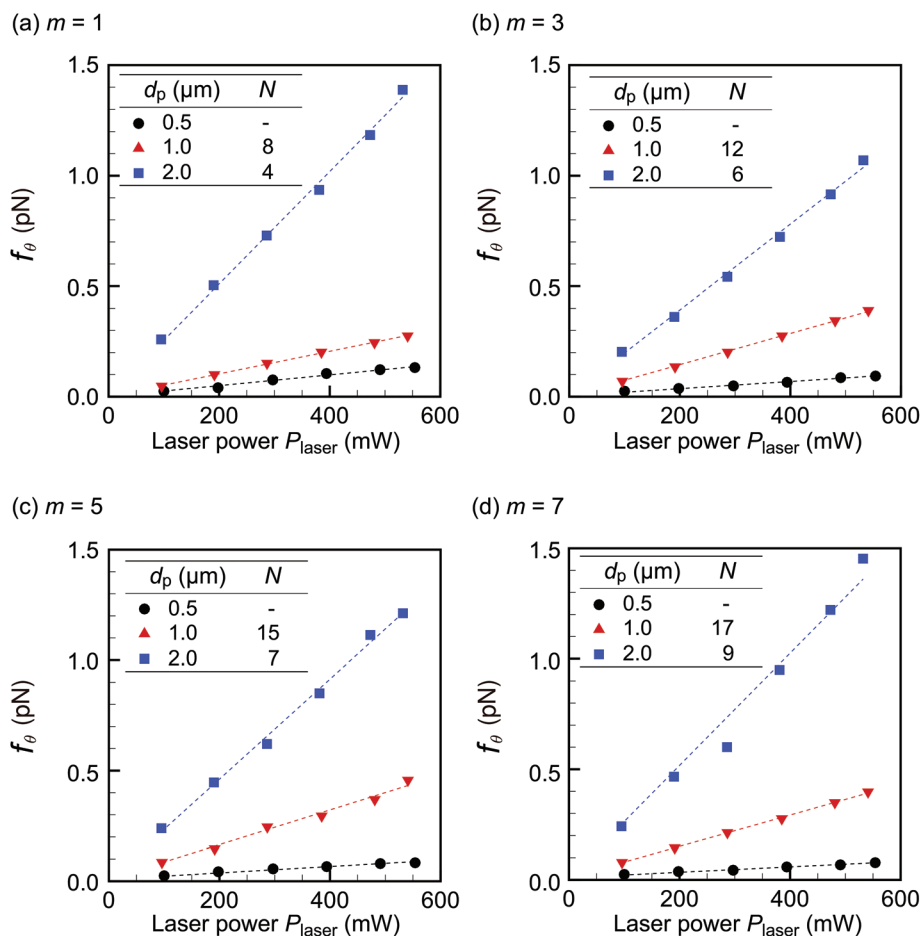 (a) m = 1
1.5
1.0
0.5
0.0
fθ (pN)
dp (µm) N
0.5 -
1.0 8
2.0 4
0 200 400 600
Laser power Plaser (mW)
(b) m = 3
1.5
1.0
0.5
0.0
fθ (pN)
dp (µm) N
0.5 -
1.0 12
2.0 6
0 200 400 600
Laser power Plaser (mW)
(c) m = 5
1.5
1.0
0.5
0.0
fθ (pN)
dp (µm) N
0.5 -
1.0 15
2.0 7
0 200 400 600
Laser power Plaser (mW)
(d) m = 7
1.5
1.0
0.5
0.0
fθ (pN)
dp (µm) N
0.5 -
1.0 17
2.0 9
0 200 400 600
Laser power Plaser (mW)